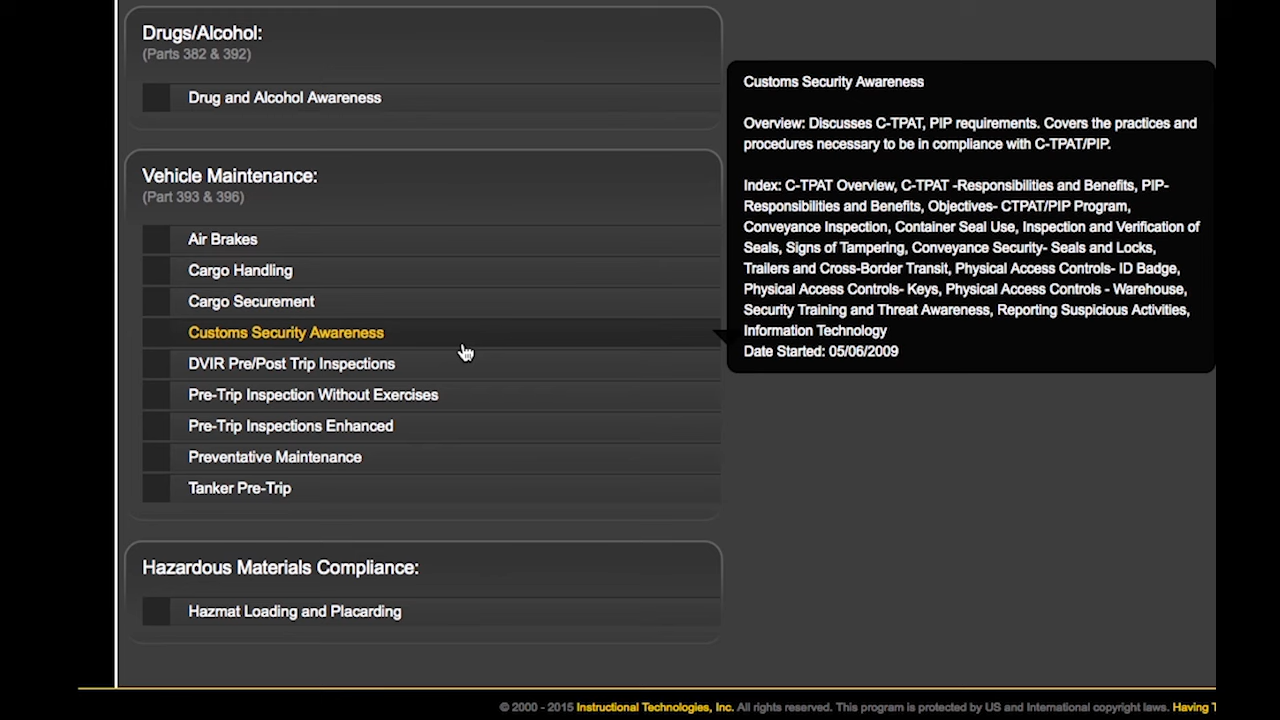 Drugs/Alcohol:
(Parts 382 & 392)
Drug and Alcohol Awareness
Vehicle Maintenance:
(Part 393 & 396)
Air Brakes
Cargo Handling
Cargo Securement
Customs Security Awareness
DVIR Pre/Post Trip Inspections
Pre-Trip Inspection Without Exercises
Pre-Trip Inspections Enhanced
Preventative Maintenance
Tanker Pre-Trip
Hazardous Materials Compliance:
Hazmat Loading and Placarding
Customs Security Awareness
Overview: Discusses C-TPAT, PIP requirements. Covers the practices and
procedures necessary to be in compliance with C-TPAT/PIP.
Index: C-TPAT Overview, C-TPAT -Responsibilities and Benefits, PIP-
Responsibilities and Benefits, Objectives- CTPAT/PIP Program,
Conveyance Inspection, Container Seal Use, Inspection and Verification of
Seals, Signs of Tampering, Conveyance Security- Seals and Locks,
Trailers and Cross-Border Transit, Physical Access Controls- ID Badge,
Physical Access Controls- Keys, Physical Access Controls - Warehouse,
Security Training and Threat Awareness, Reporting Suspicious Activities,
Information Technology
Date Started: 05/06/2009
© 2000 - 2015 Instructional Technologies, Inc. All rights reserved. This program is protected by US and International copyright laws. Having T